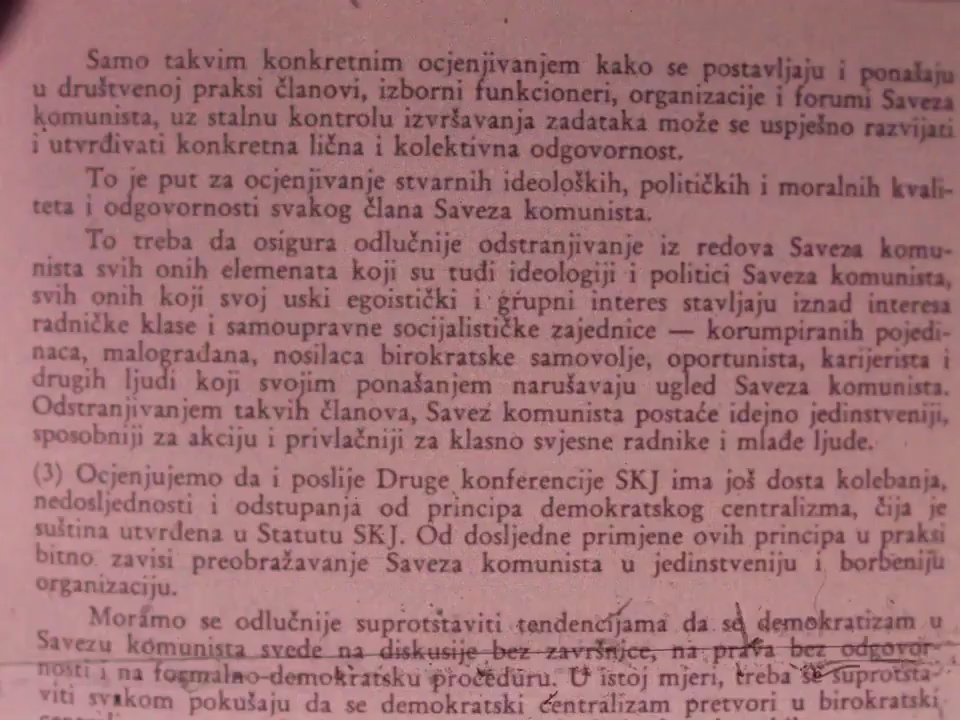 Samo takvim konkretnim ocjenjivanjem kako se postavljaju i ponašaju
u društvenoj praksi članovi, izborni funkcioneri, organizacije i forumi Saveza
komunista, uz stalnu kontrolu izvršavanja zadataka može se uspješno razvijati
i utvrđivati konkretna lična i kolektivna odgovornost.
To je put za ocjenjivanje stvarnih ideoloških, političkih i moralnih kvali-
teta i odgovornosti svakog člana Saveza komunista.
To treba da osigura odlučnije odstranjivanje iz redova Saveza komu-
nista svih onih elemenata koji su tuđi ideologiji i politici Saveza komunista,
svih onih koji svoj uski egoistički i grupni interes stavljaju iznad interesa
radničke klase i samoupravne socijalističke zajednice — korumpiranih pojedi-
naca, malograđana, nosilaca birokratske samovolje, oportunista, karijerista i
drugih ljudi koji svojim ponašanjem narušavaju ugled Saveza komunista.
Odstranjivanjem takvih članova, Savez komunista postaće idejno jedinstveniji,
sposobniji za akciju i privlačniji za klasno svjesne radnike i mlade ljude.
(3) Ocjenjujemo da i poslije Druge konferencije SKJ ima još dosta kolebanja,
nedosljednosti i odstupanja od principa demokratskog centralizma, čija je
suština utvrđena u Statutu SKJ. Od dosljedne primjene ovih principa u praksi
bitno zavisi preobražavanje Saveza komunista u jedinstveniju i borbeniju
organizaciju.
Moramo se odlučnije suprotstaviti tendencijama da se demokratizam u
Savezu komunista svede na diskusije bez završnice, na prava bez odgovor-
nosti i na formalno-demokratsku proceduru. U istoj mjeri, treba se suprotsta-
viti svakom pokušaju da se demokratski centralizam pretvori u birokratski